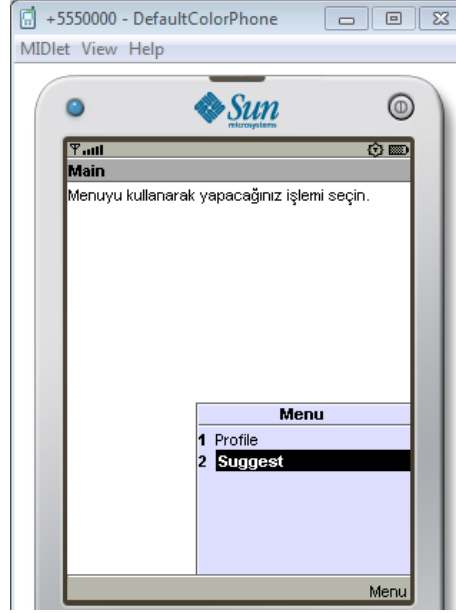 +5550000 - DefaultColorPhone
MIDlet View Help
Sun
microsystems
Main
Menuyu kullanarak yapacağınız işlemi seçin.
Menu
1 Profile
2 Suggest
Menu